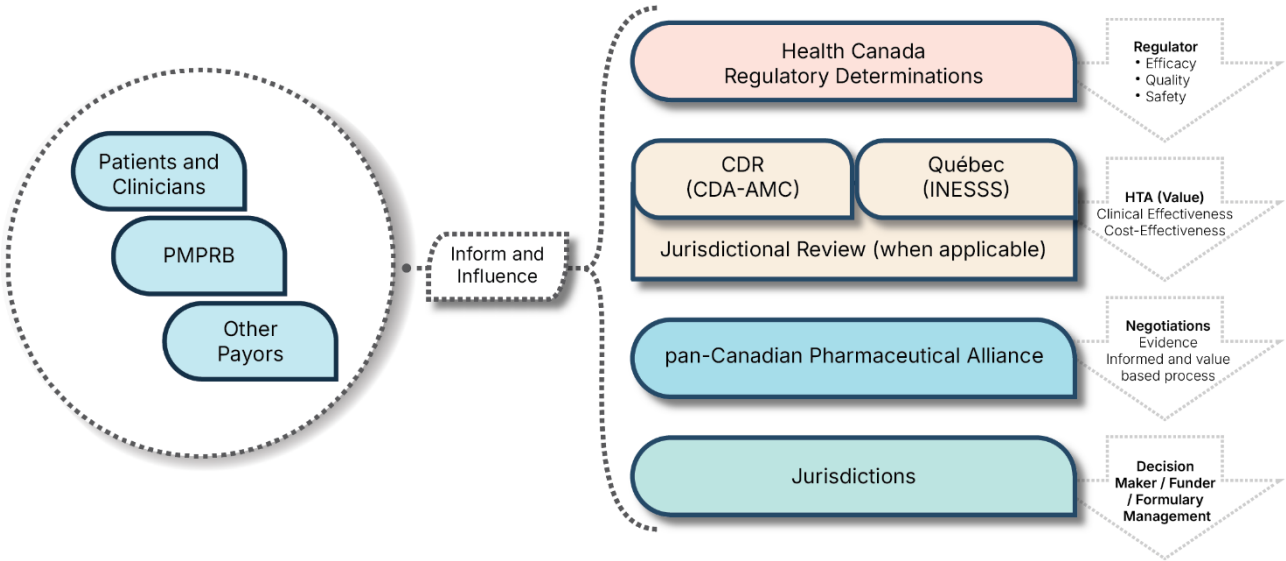 Patients and
Clinicians
PMPRB
Other
Payors
Inform and
Influence
Health Canada
Regulatory Determinations
Regulator
• Efficacy
• Quality
• Safety
CDR
(CDA-AMC)
Québec
(INESSS)
Jurisdictional Review (when applicable)
HTA (Value)
Clinical Effectiveness
Cost-Effectiveness
pan-Canadian Pharmaceutical Alliance
Negotiations
Evidence
Informed and value
based process
Jurisdictions
Decision
Maker / Funder
/ Formulary
Management